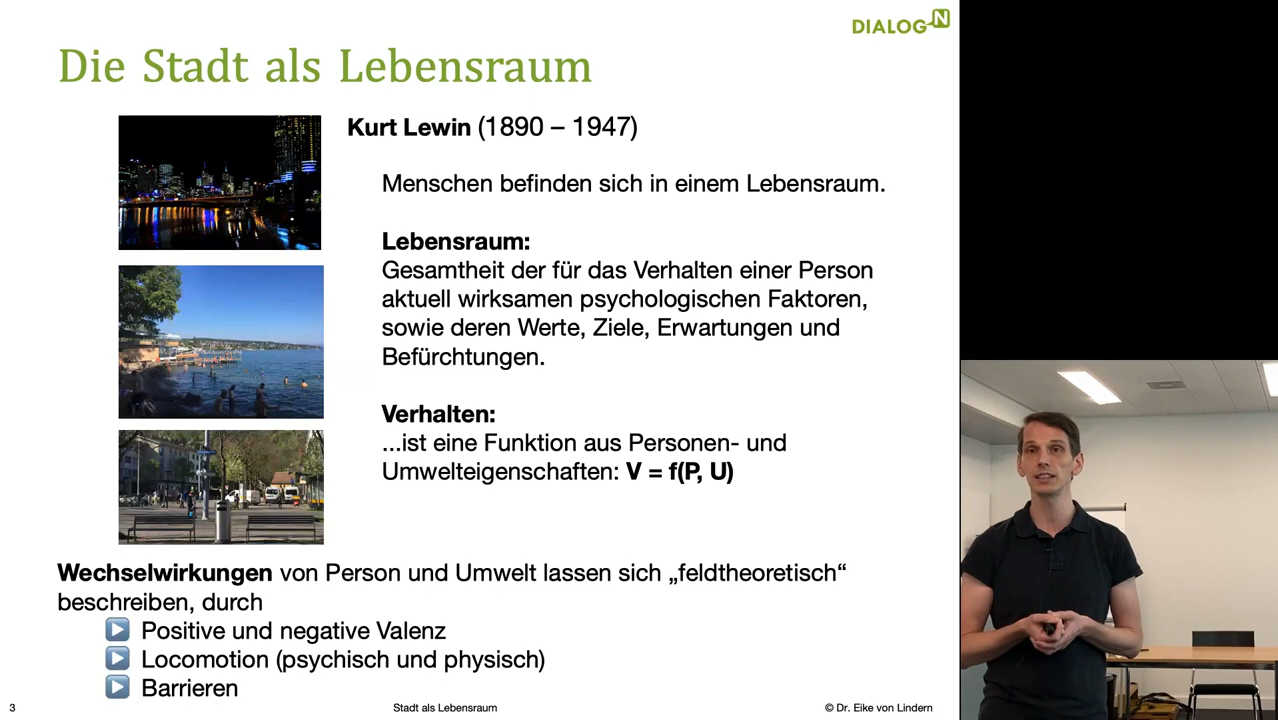 DIALOG N
Die Stadt als Lebensraum
Kurt Lewin (1890 – 1947)
Menschen befinden sich in einem Lebensraum.
Lebensraum:
Gesamtheit der für das Verhalten einer Person
aktuell wirksamen psychologischen Faktoren,
sowie deren Werte, Ziele, Erwartungen und
Befürchtungen.
Verhalten:
...ist eine Funktion aus Personen- und
Umwelteigenschaften: V = f(P, U)
Wechselwirkungen von Person und Umwelt lassen sich „feldtheoretisch“
beschreiben, durch
Positive und negative Valenz
Locomotion (psychisch und physisch)
Barrieren
3
Stadt als Lebensraum
© Dr. Eike von Lindern